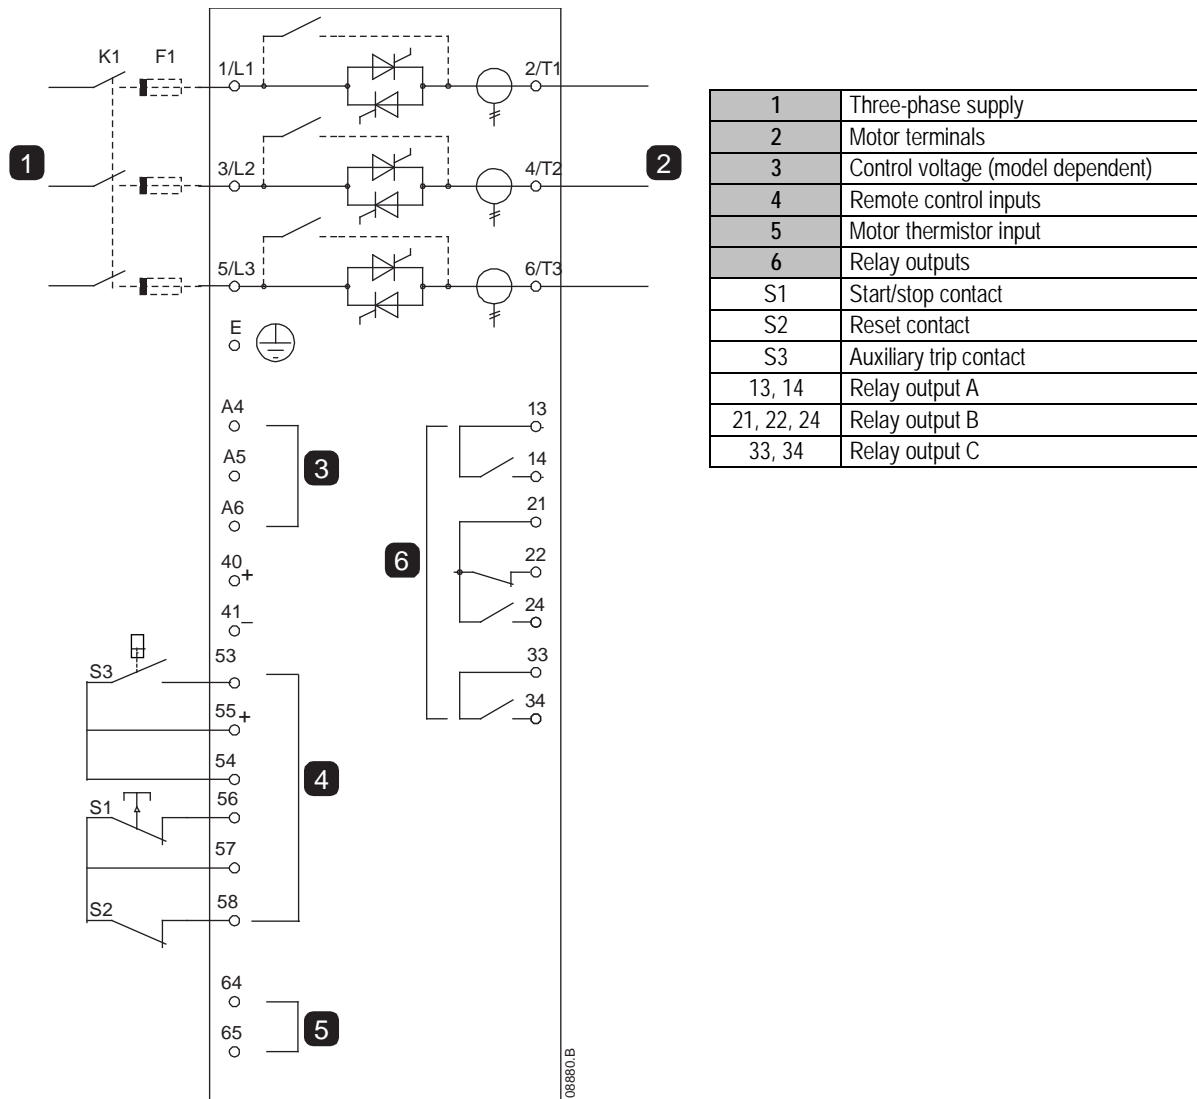 K1 F1
1/L1 2/T1
1
3/L2 4/T2
2
5/L3 6/T3
E
A4
A5
3
A6
40
+
41
–
53
S3
55
+
54
4
56
S1
57
58
S2
64
5
65
13
14
21
6
22
24
33
34
08880.B
1 Three-phase supply
2 Motor terminals
3 Control voltage (model dependent)
4 Remote control inputs
5 Motor thermistor input
6 Relay outputs
S1 Start/stop contact
S2 Reset contact
S3 Auxiliary trip contact
13, 14 Relay output A
21, 22, 24 Relay output B
33, 34 Relay output C